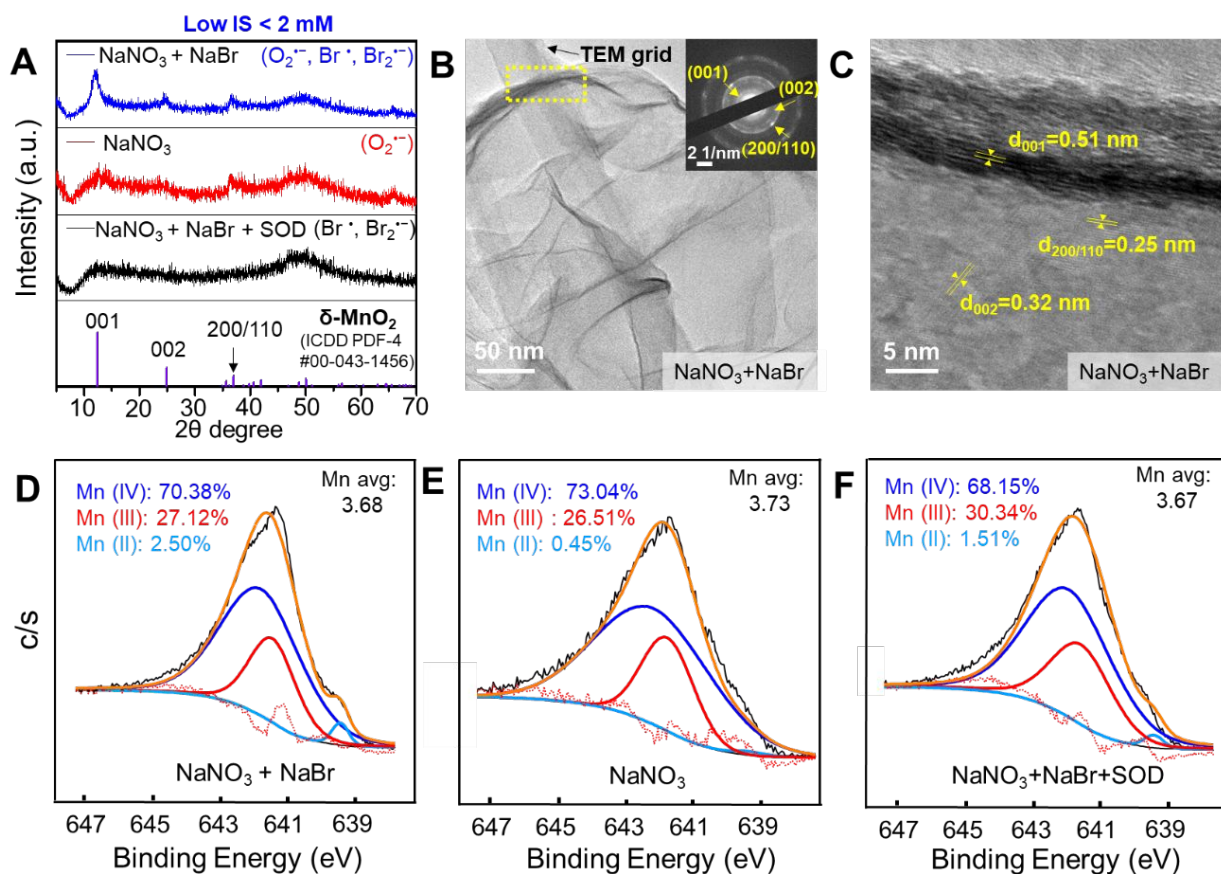 Low IS < 2 mM
A
NaNO₃ + NaBr (O₂•−, Br•, Br₂•−)
NaNO₃ (O₂•−)
NaNO₃ + NaBr + SOD (Br•, Br₂•−)
δ-MnO₂
(ICDD PDF-4
#00-043-1456)
001
002
200/110
Intensity (a.u.)
10 20 30 40 50 60 70
2θ degree
B
TEM grid
(001)
(002)
(200/110)
2 1/nm
50 nm
NaNO₃+NaBr
C
d₀₀₁=0.51 nm
d₂₀₀/₁₁₀=0.25 nm
d₀₀₂=0.32 nm
5 nm
NaNO₃+NaBr
D
Mn (IV): 70.38%
Mn (III): 27.12%
Mn (II): 2.50%
Mn avg:
3.68
c/s
NaNO₃ + NaBr
647 645 643 641 639
Binding Energy (eV)
E
Mn (IV): 73.04%
Mn (III) : 26.51%
Mn (II): 0.45%
Mn avg:
3.73
NaNO₃
647 645 643 641 639
Binding Energy (eV)
F
Mn (IV): 68.15%
Mn (III): 30.34%
Mn (II): 1.51%
Mn avg:
3.67
NaNO₃+NaBr+SOD
647 645 643 641 639
Binding Energy (eV)